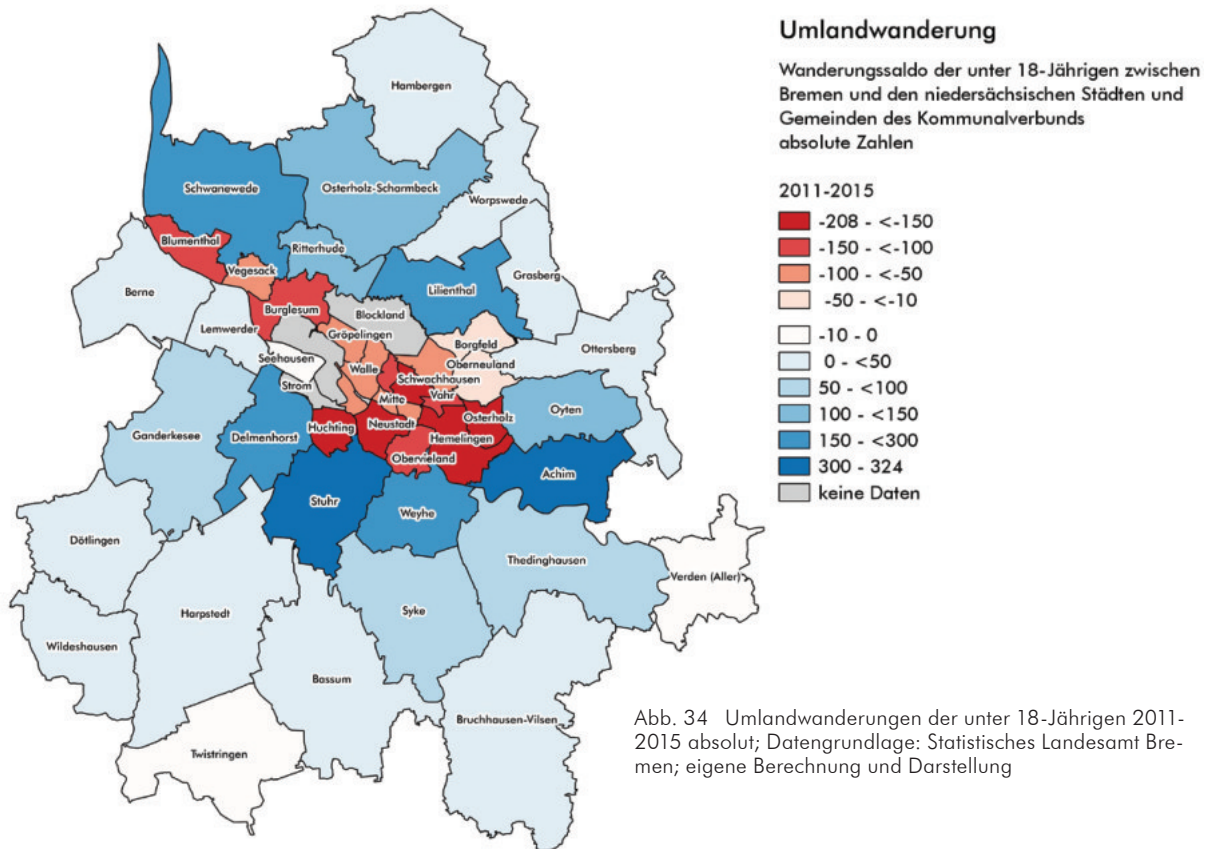 Umlandwanderung
Wanderungssaldo der unter 18-Jährigen zwischen
Bremen und den niedersächsischen Städten und
Gemeinden des Kommunalverbunds
absolute Zahlen
2011-2015
-208 - <-150
-150 - <-100
-100 - <-50
-50 - <-10
-10 - 0
0 - <50
50 - <100
100 - <150
150 - <300
300 - 324
keine Daten
Hambergen
Schwanewede
Osterholz-Scharmbeck
Worpswede
Blumenthal
Ritterhude
Vegesack
Grasberg
Berne
Lilienthal
Burglesum
Blockland
Lemwerder
Gröpelingen
Borgfeld
Ottersberg
Seehausen
Oberneuland
Walle
Schwachhausen
Strom
Vahr
Mitte
Oyten
Osterholz
Huchting
Neustadt
Ganderkesee
Delmenhorst
Hemelingen
Obervieland
Achim
Stuhr
Weyhe
Dötlingen
Thedinghausen
Verden (Aller)
Harpstedt
Syke
Wildeshausen
Bassum
Bruchhausen-Vilsen
Twistringen
Abb. 34 Umlandwanderungen der unter 18-Jährigen 2011-
2015 absolut; Datengrundlage: Statistisches Landesamt Bre-
men; eigene Berechnung und Darstellung